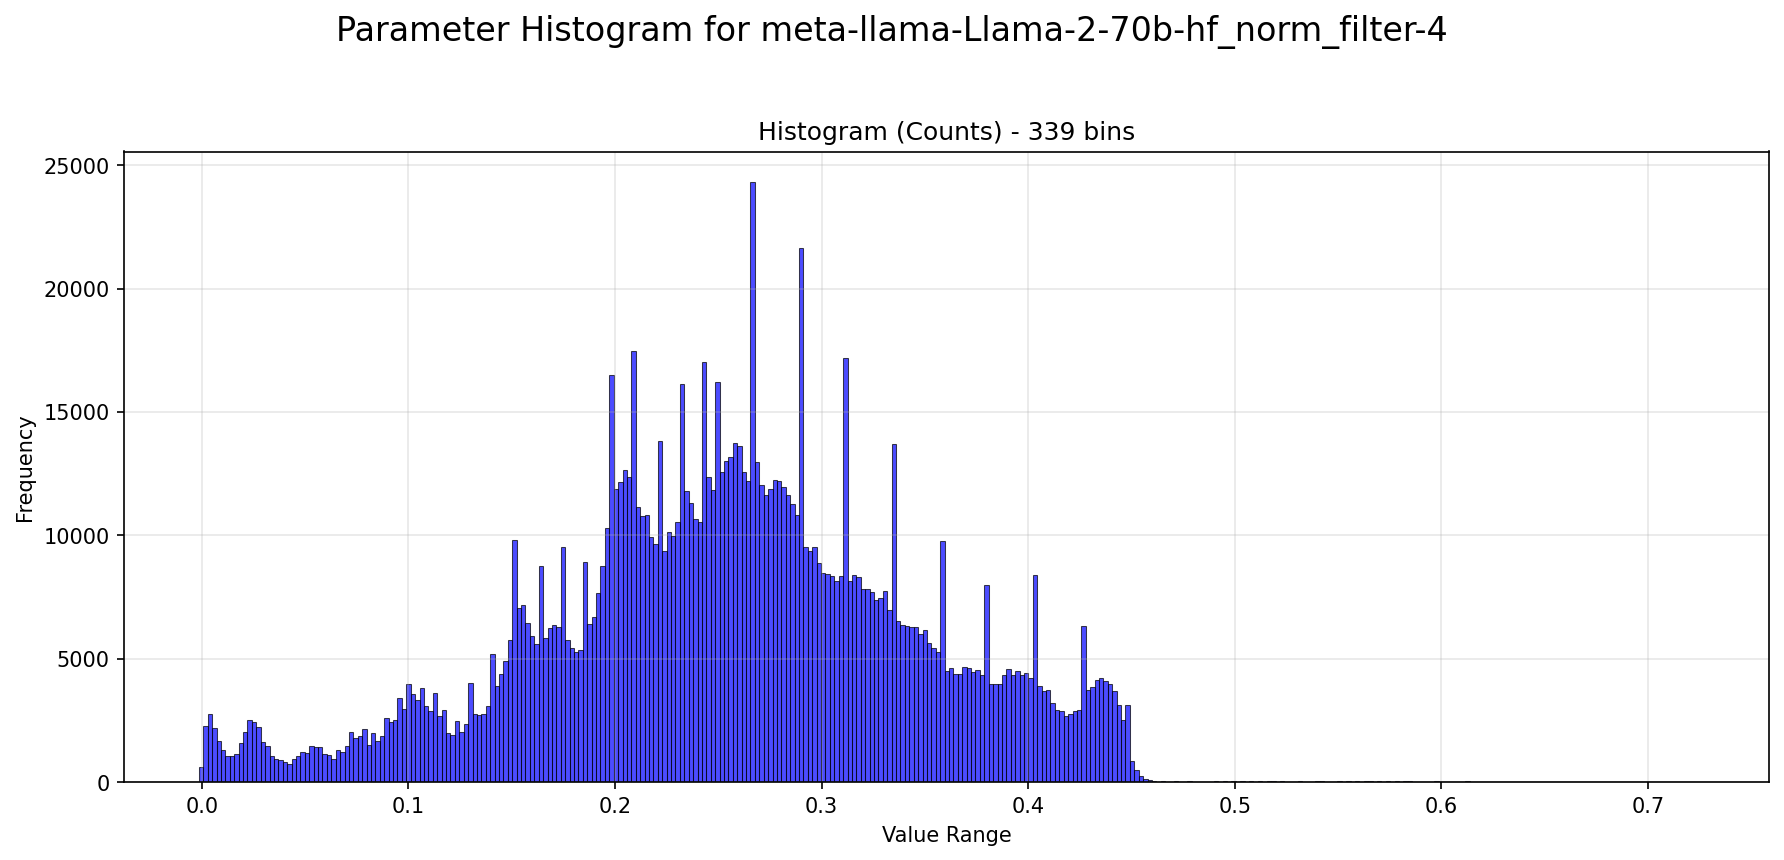 Parameter Histogram for meta-llama-Llama-2-70b-hf_norm_filter-4
Histogram (Counts) - 339 bins
Frequency
25000
20000
15000
10000
5000
0
0.0 0.1 0.2 0.3 0.4 0.5 0.6 0.7
Value Range